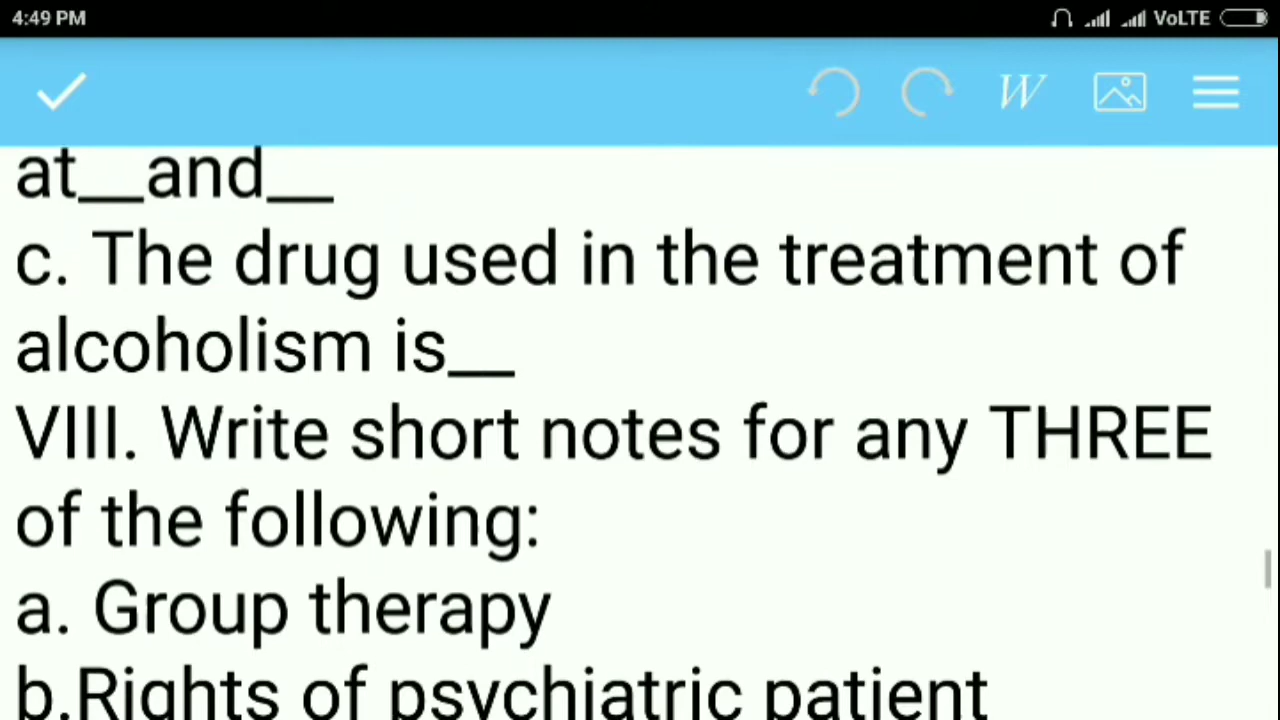 4:49 PM VoLTE
W
at__and__
c. The drug used in the treatment of
alcoholism is__
VIII. Write short notes for any THREE
of the following:
a. Group therapy
b.Rights of psychiatric patient